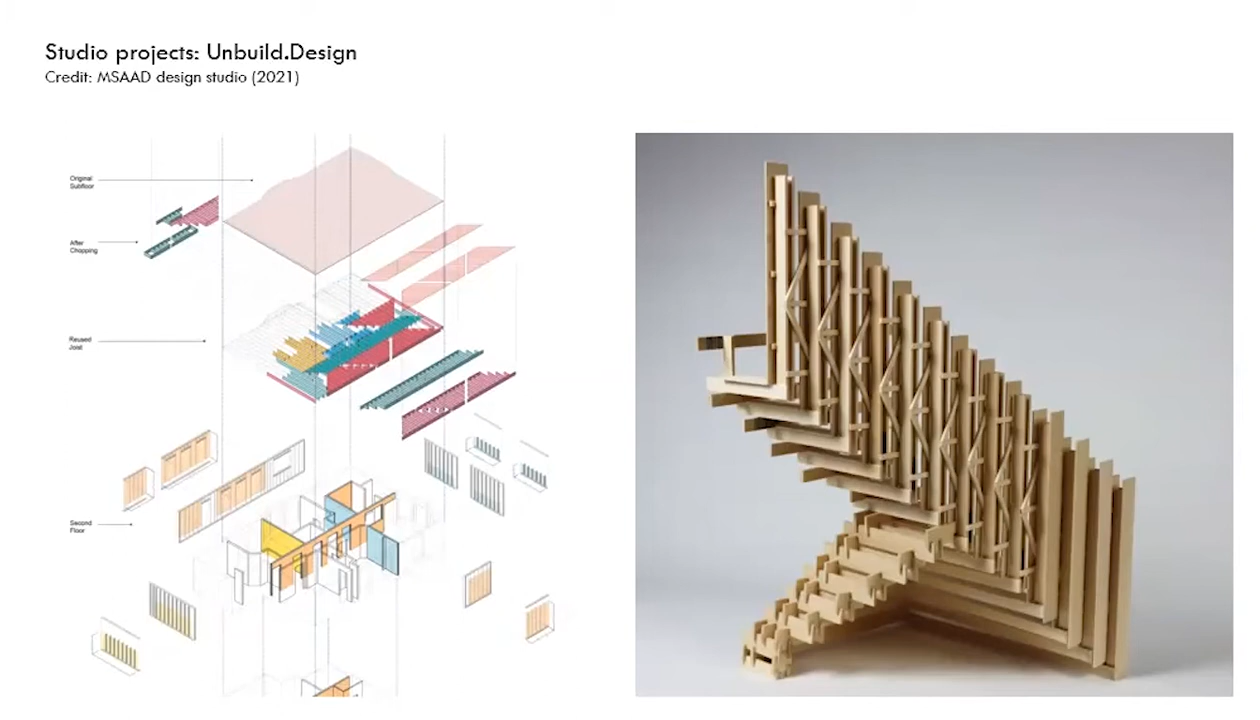 Studio projects: Unbuild.Design
Credit: MSAAD design studio (2021)
Original
Subfloor
After
Chopping
Reused
Joist
Second
Floor